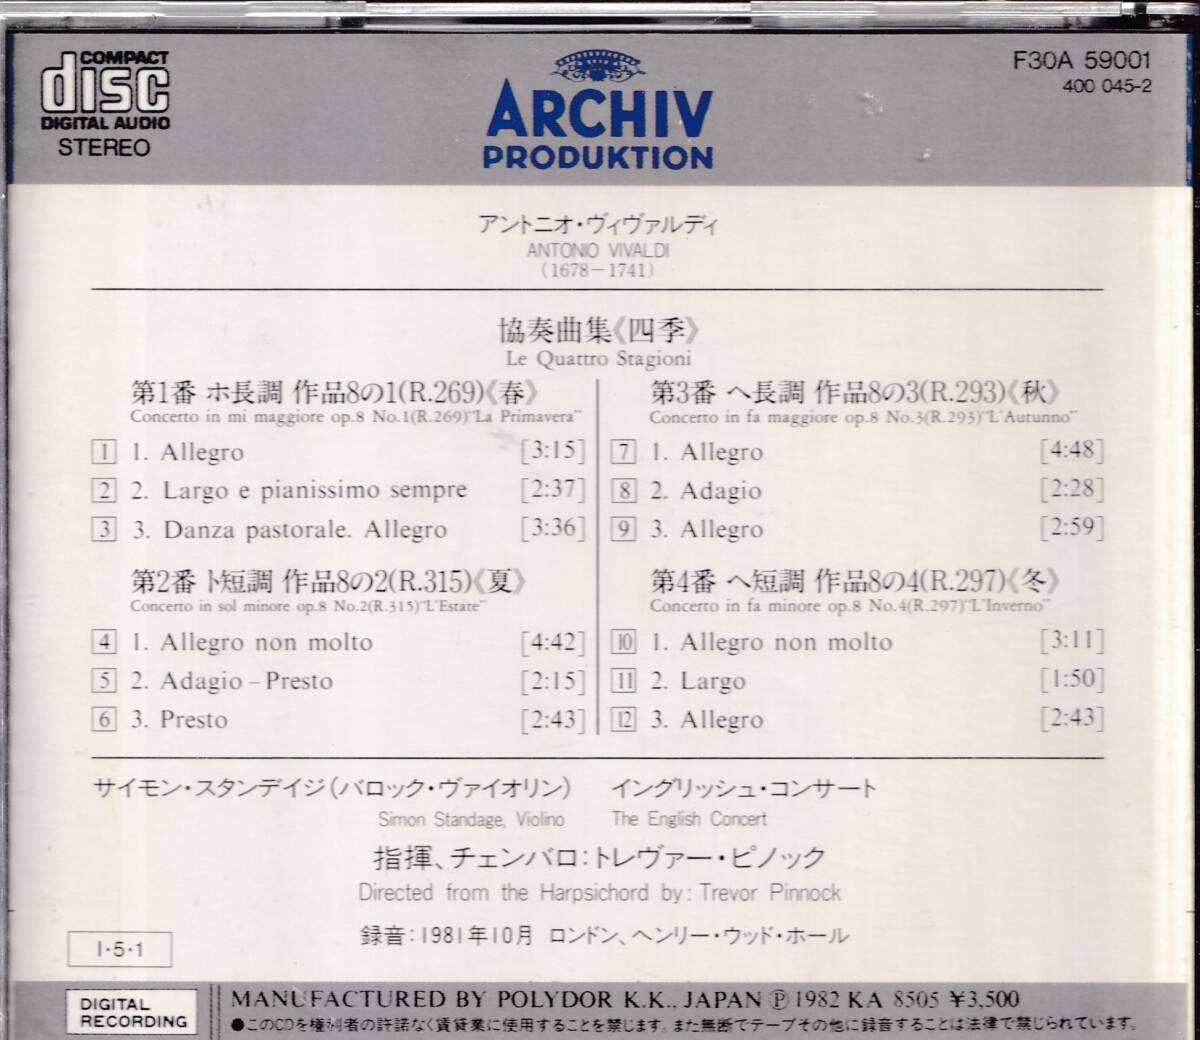 COMPACT
disc
DIGITAL AUDIO
STEREO
ARCHIV
PRODUKTION
F30A 59001
400 045-2
アントニオ・ヴィヴァルディ
ANTONIO VIVALDI
(1678－1741)
協奏曲集《四季》
Le Quattro Stagioni
第1番 ホ長調 作品8の1(R.269)《春》
Concerto in mi maggiore op.8 No.1(R.269)"La Primavera"
1 1. Allegro [3:15]
2 2. Largo e pianissimo sempre [2:37]
3 3. Danza pastorale. Allegro [3:36]
第2番 ト短調 作品8の2(R.315)《夏》
Concerto in sol minore op.8 No.2(R.315)"L'Estate"
4 1. Allegro non molto [4:42]
5 2. Adagio – Presto [2:15]
6 3. Presto [2:43]
第3番 ヘ長調 作品8の3(R.293)《秋》
Concerto in fa maggiore op.8 No.3(R.293)"L'Autunno"
7 1. Allegro [4:48]
8 2. Adagio [2:28]
9 3. Allegro [2:59]
第4番 ヘ短調 作品8の4(R.297)《冬》
Concerto in fa minore op.8 No.4(R.297)"L'Inverno"
10 1. Allegro non molto [3:11]
11 2. Largo [1:50]
12 3. Allegro [2:43]
サイモン・スタンデイジ（バロック・ヴァイオリン） イングリッシュ・コンサート
Simon Standage, Violino The English Concert
指揮、チェンバロ：トレヴァー・ピノック
Directed from the Harpsichord by: Trevor Pinnock
録音：1981年10月 ロンドン、ヘンリー・ウッド・ホール
I・5・1
DIGITAL
RECORDING
MANUFACTURED BY POLYDOR K.K., JAPAN Ⓟ 1982 KA 8505 ¥3,500
●このCDを権利者の許諾なく賃貸業に使用することを禁じます。また無断でテープその他に録音することは法律で禁じられています。